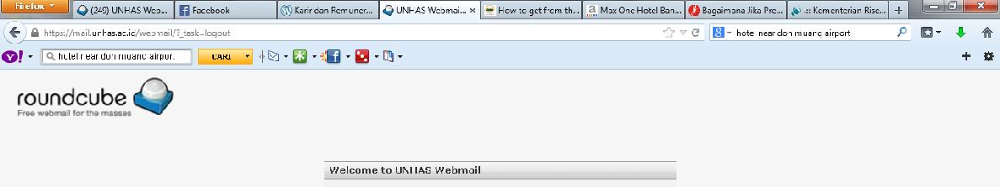 Firefox
(249) UNHAS Web...
Facebook
Karir dan Remuner...
UNHAS Webmai...
How to get from th...
Max One Hotel Ban...
Bagaimana Jika Pre...
.:: Kementerian Rise...
https://mail.unhas.ac.id/webmail/?_task=logout
hotel near don muang airport
hotel near don muang airport
CARI
roundcube
Free webmail for the masses
Welcome to UNHAS Webmail